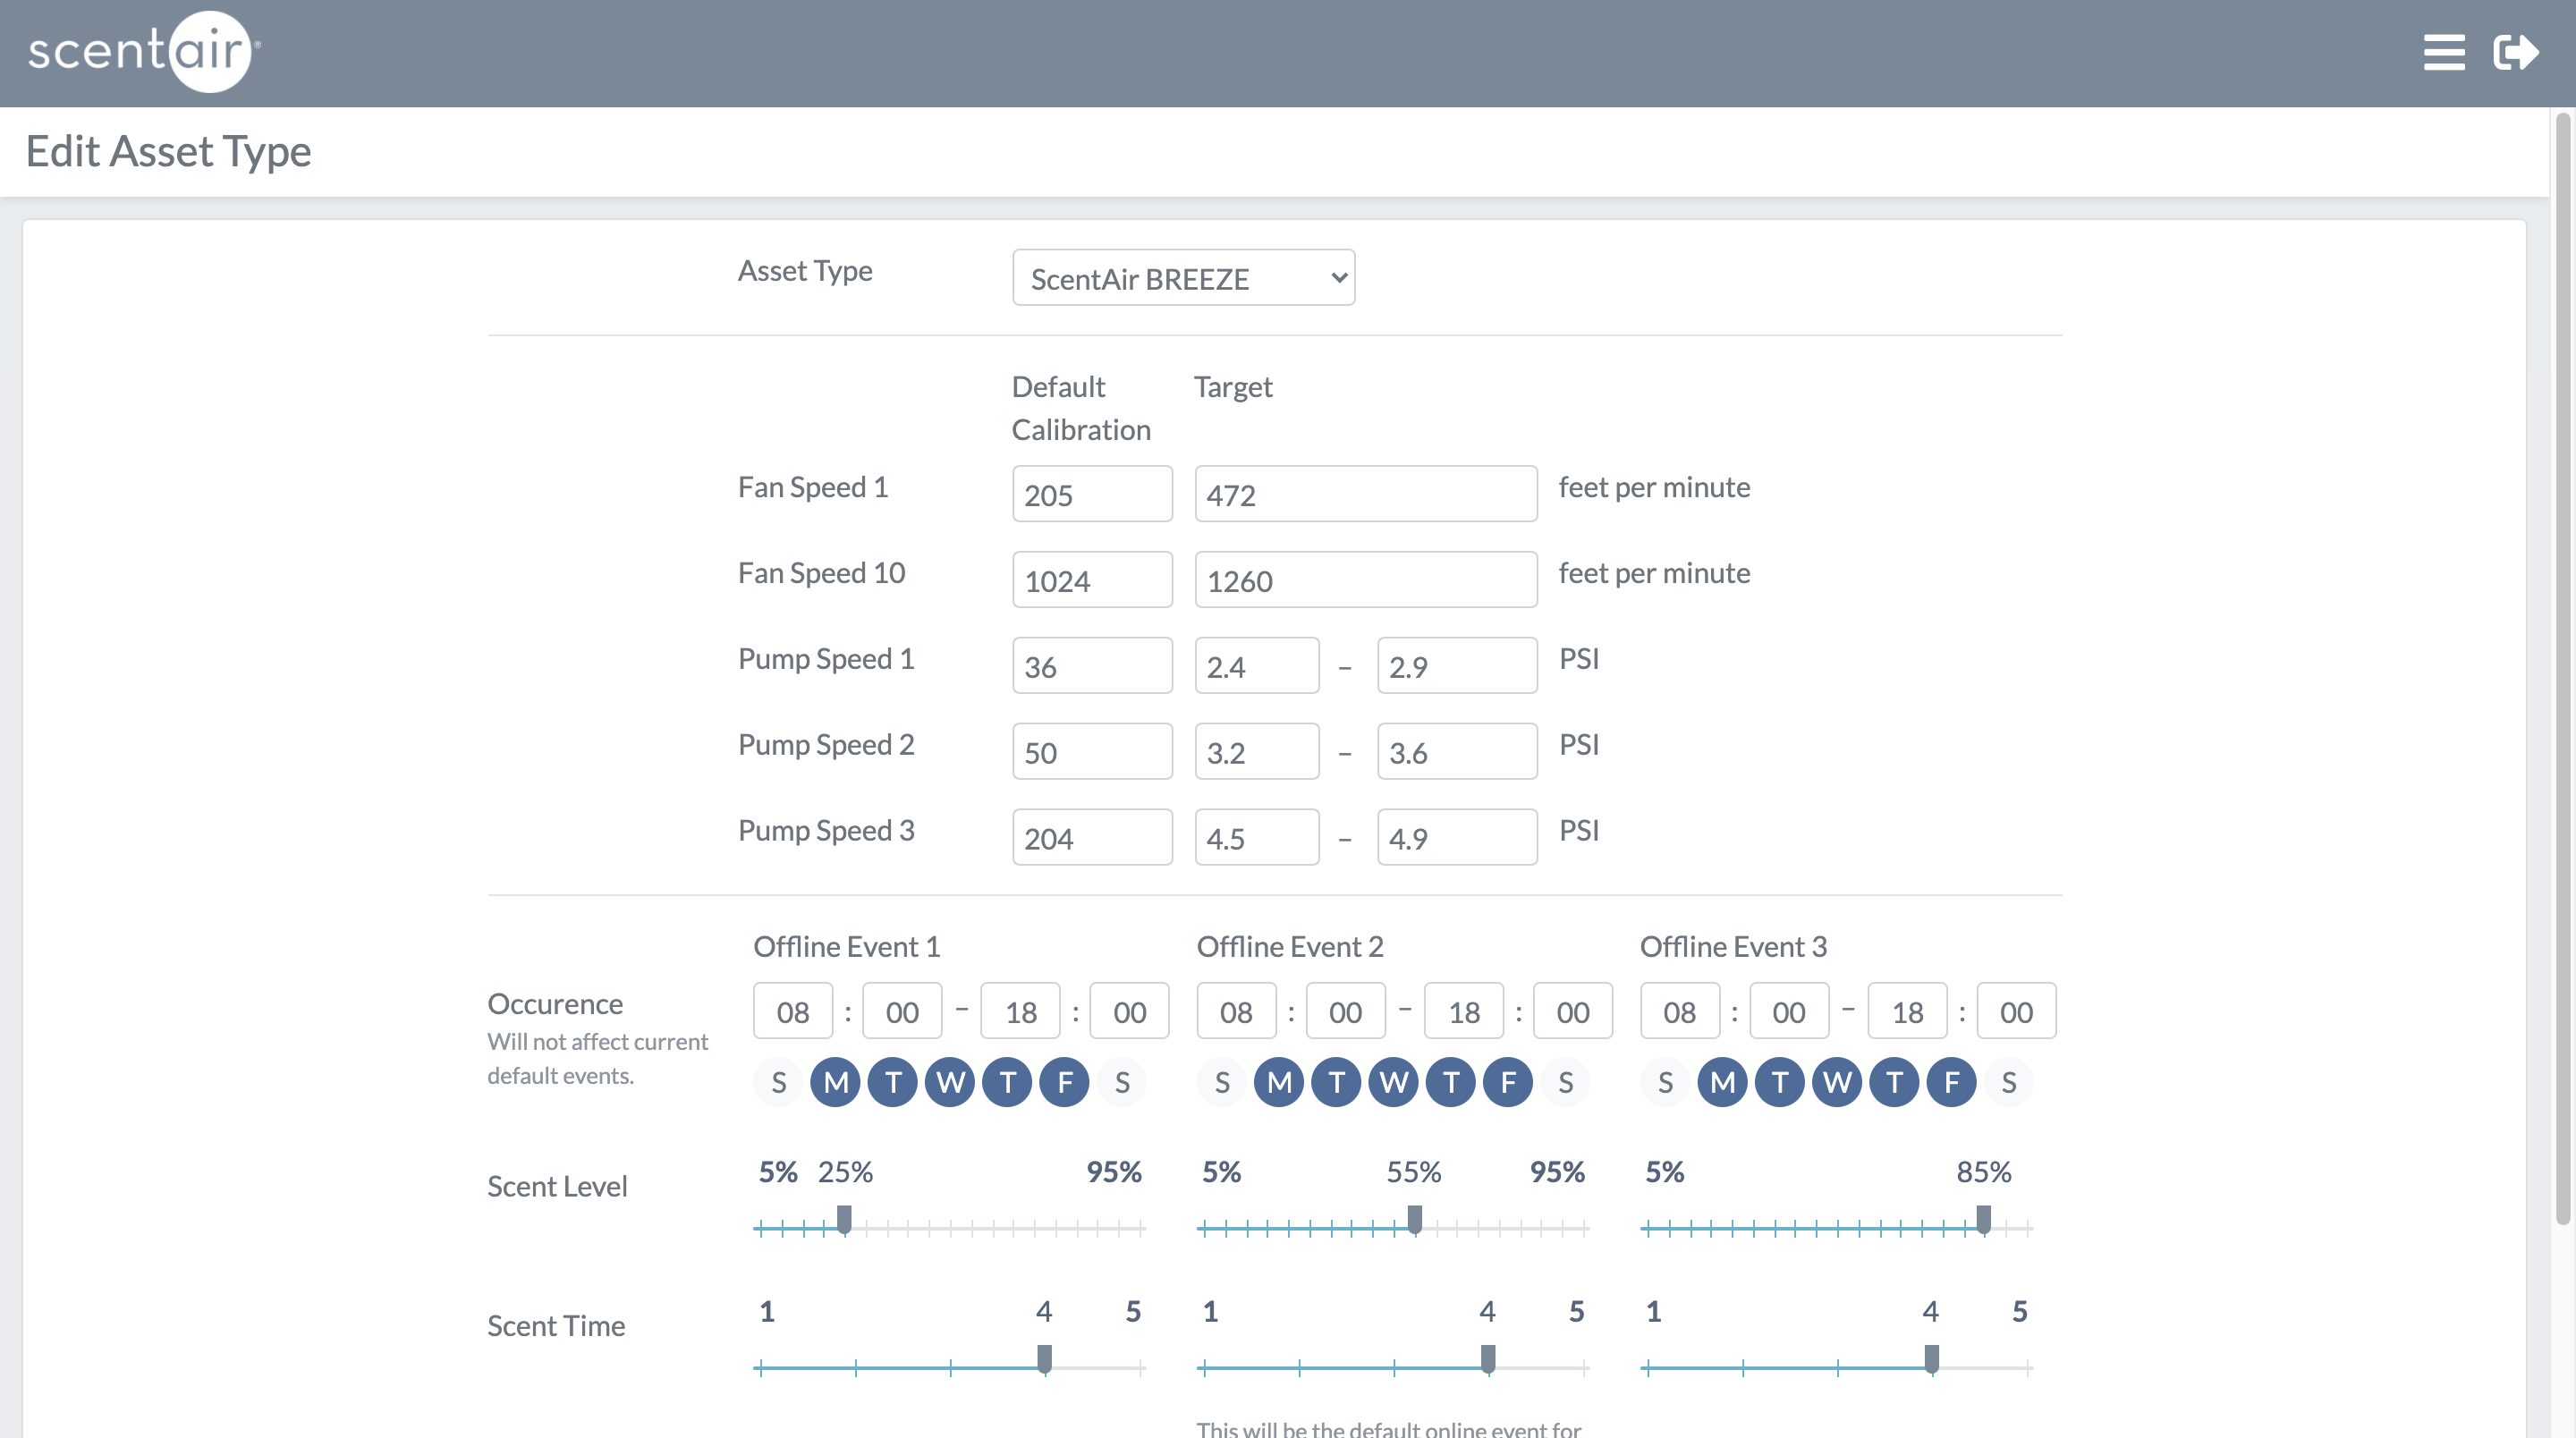 scentair®
Edit Asset Type
Asset Type ScentAir BREEZE
Default Calibration Target
Fan Speed 1 205 472 feet per minute
Fan Speed 10 1024 1260 feet per minute
Pump Speed 1 36 2.4 – 2.9 PSI
Pump Speed 2 50 3.2 – 3.6 PSI
Pump Speed 3 204 4.5 – 4.9 PSI
Offline Event 1 Offline Event 2 Offline Event 3
Occurence 08 : 00 – 18 : 00 08 : 00 – 18 : 00 08 : 00 – 18 : 00
Will not affect current
default events.
S M T W T F S S M T W T F S S M T W T F S
Scent Level 5% 25% 95% 5% 55% 95% 5% 85%
Scent Time 1 4 5 1 4 5 1 4 5
This will be the default online event for